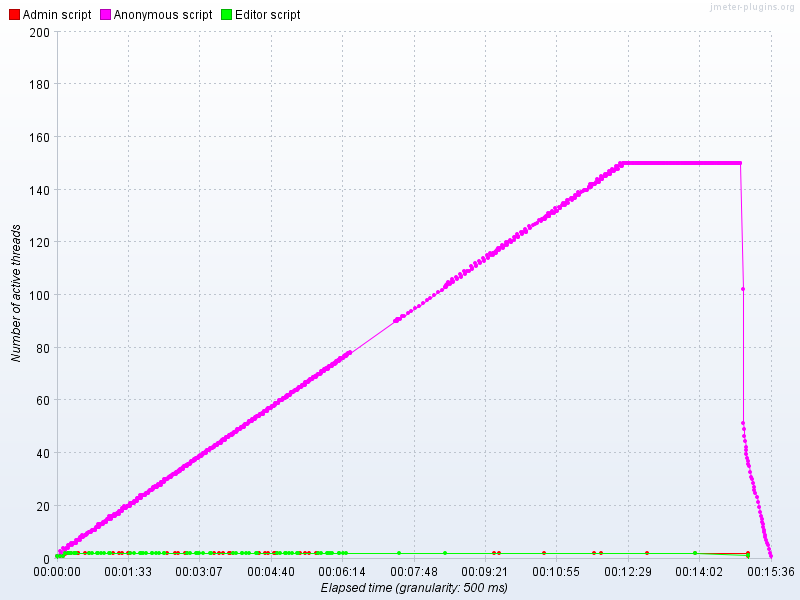 jmeter-plugins.org
Admin script Anonymous script Editor script
200
180
160
140
120
100
80
60
40
20
0
Number of active threads
00:00:00 00:01:33 00:03:07 00:04:40 00:06:14 00:07:48 00:09:21 00:10:55 00:12:29 00:14:02 00:15:36
Elapsed time (granularity: 500 ms)